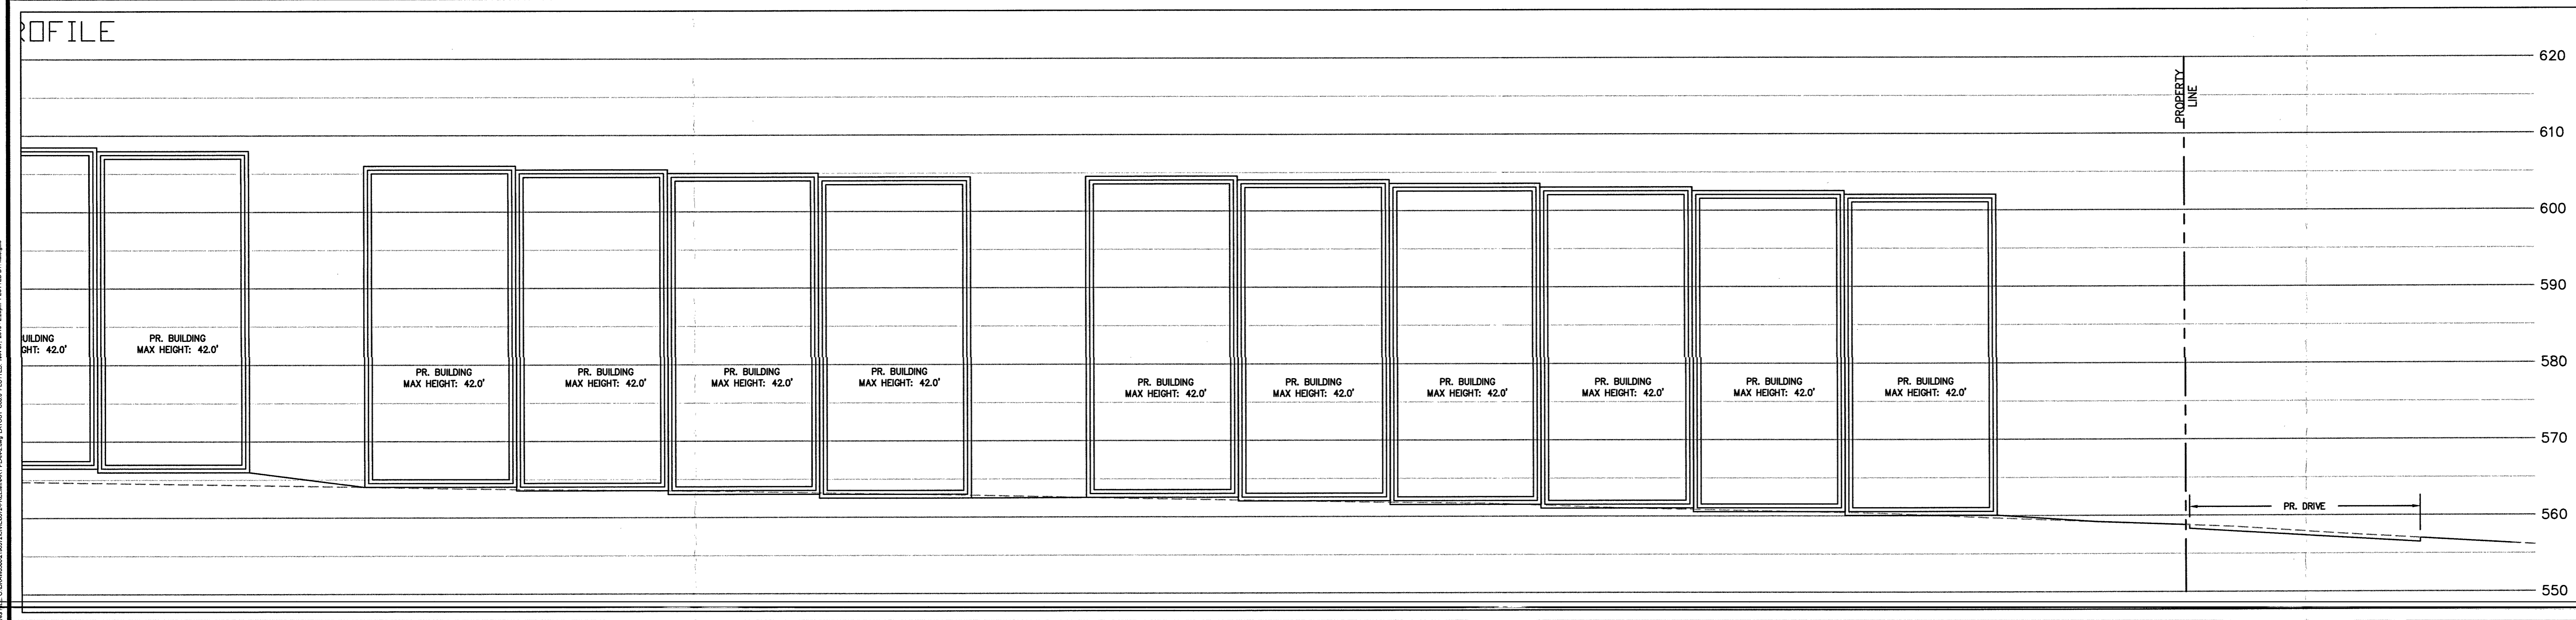 ROFILE
620
PROPERTY
LINE
610
600
590
UILDING
GHT: 42.0'
PR. BUILDING
MAX HEIGHT: 42.0'
580
PR. BUILDING
MAX HEIGHT: 42.0'
PR. BUILDING
MAX HEIGHT: 42.0'
PR. BUILDING
MAX HEIGHT: 42.0'
PR. BUILDING
MAX HEIGHT: 42.0'
PR. BUILDING
MAX HEIGHT: 42.0'
PR. BUILDING
MAX HEIGHT: 42.0'
PR. BUILDING
MAX HEIGHT: 42.0'
PR. BUILDING
MAX HEIGHT: 42.0'
PR. BUILDING
MAX HEIGHT: 42.0'
PR. BUILDING
MAX HEIGHT: 42.0'
570
PR. DRIVE
560
550